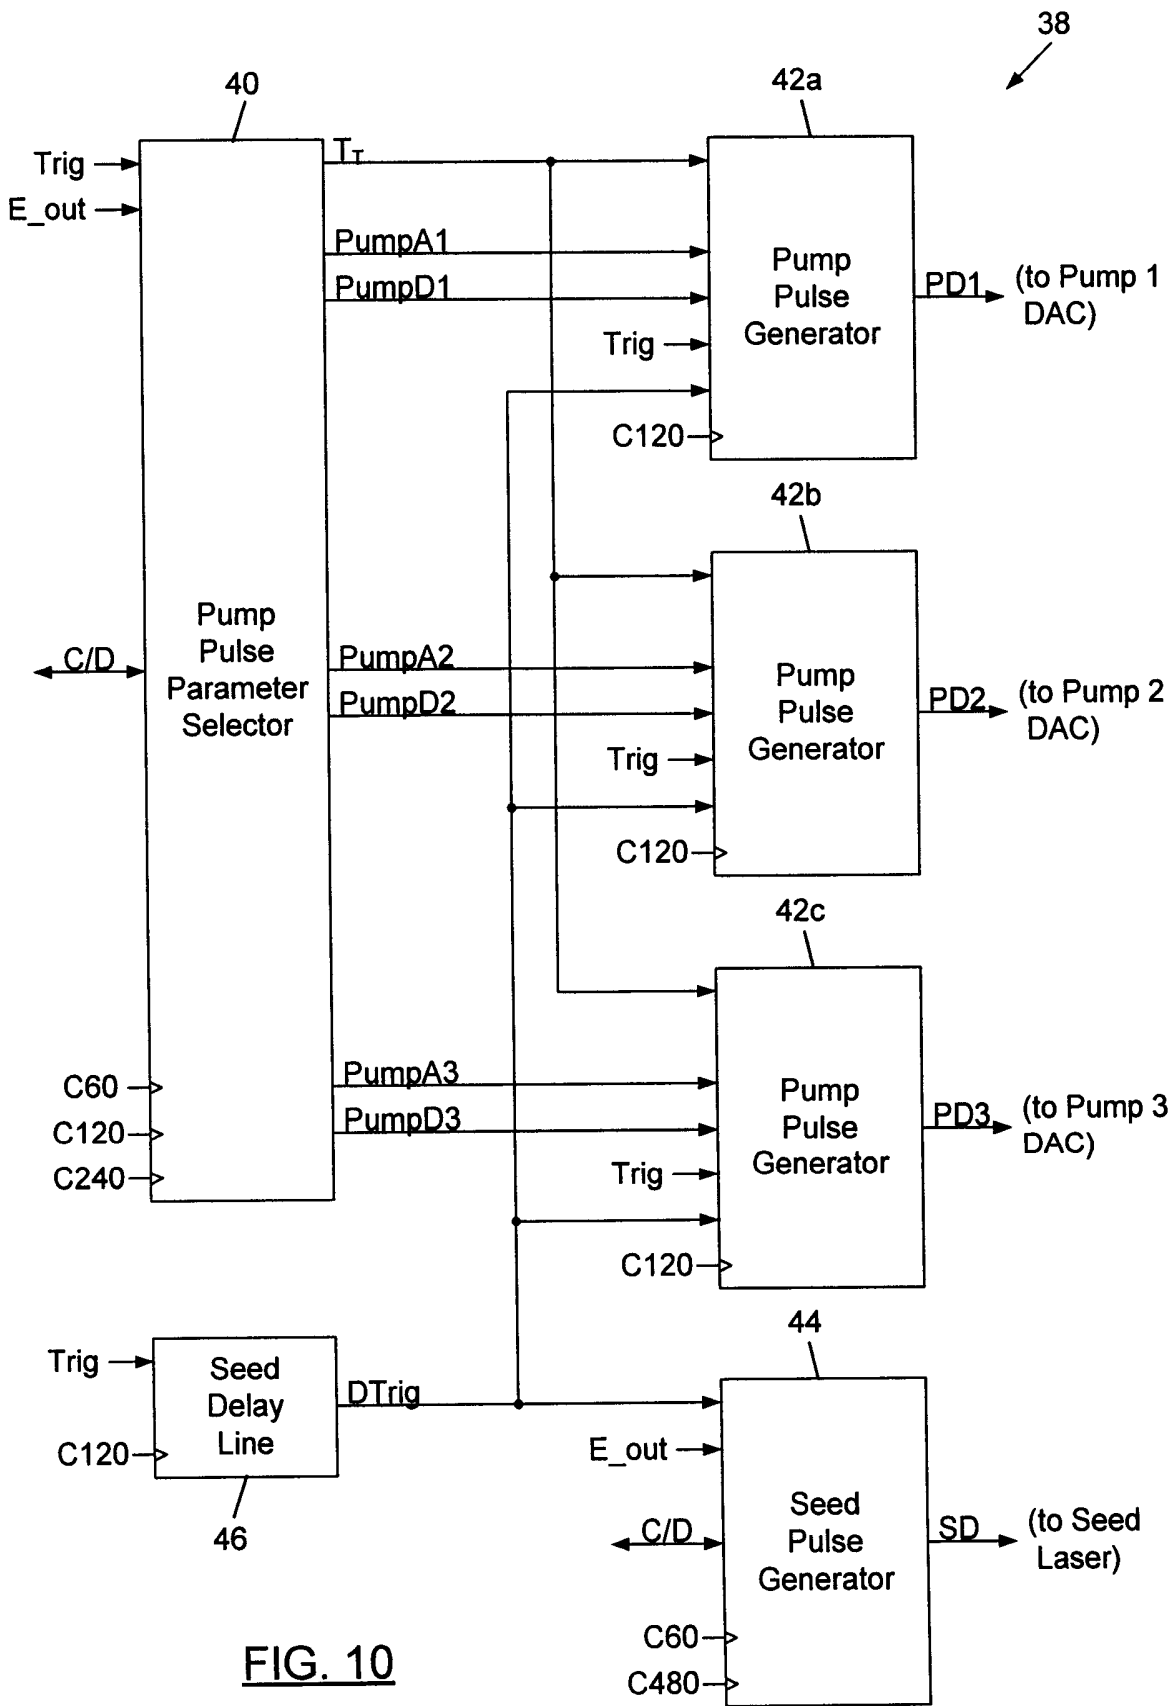 38
40
42a
Trig
E_out
T_T
PumpA1
PumpD1
Pump
Pulse
Generator
Trig
C120
PD1
(to Pump 1
DAC)
42b
C/D
Pump
Pulse
Parameter
Selector
PumpA2
PumpD2
Pump
Pulse
Generator
Trig
C120
PD2
(to Pump 2
DAC)
42c
C60
C120
C240
PumpA3
PumpD3
Pump
Pulse
Generator
Trig
C120
PD3
(to Pump 3
DAC)
44
Trig
C120
Seed
Delay
Line
DTrig
46
E_out
C/D
Seed
Pulse
Generator
C60
C480
SD
(to Seed
Laser)
FIG. 10